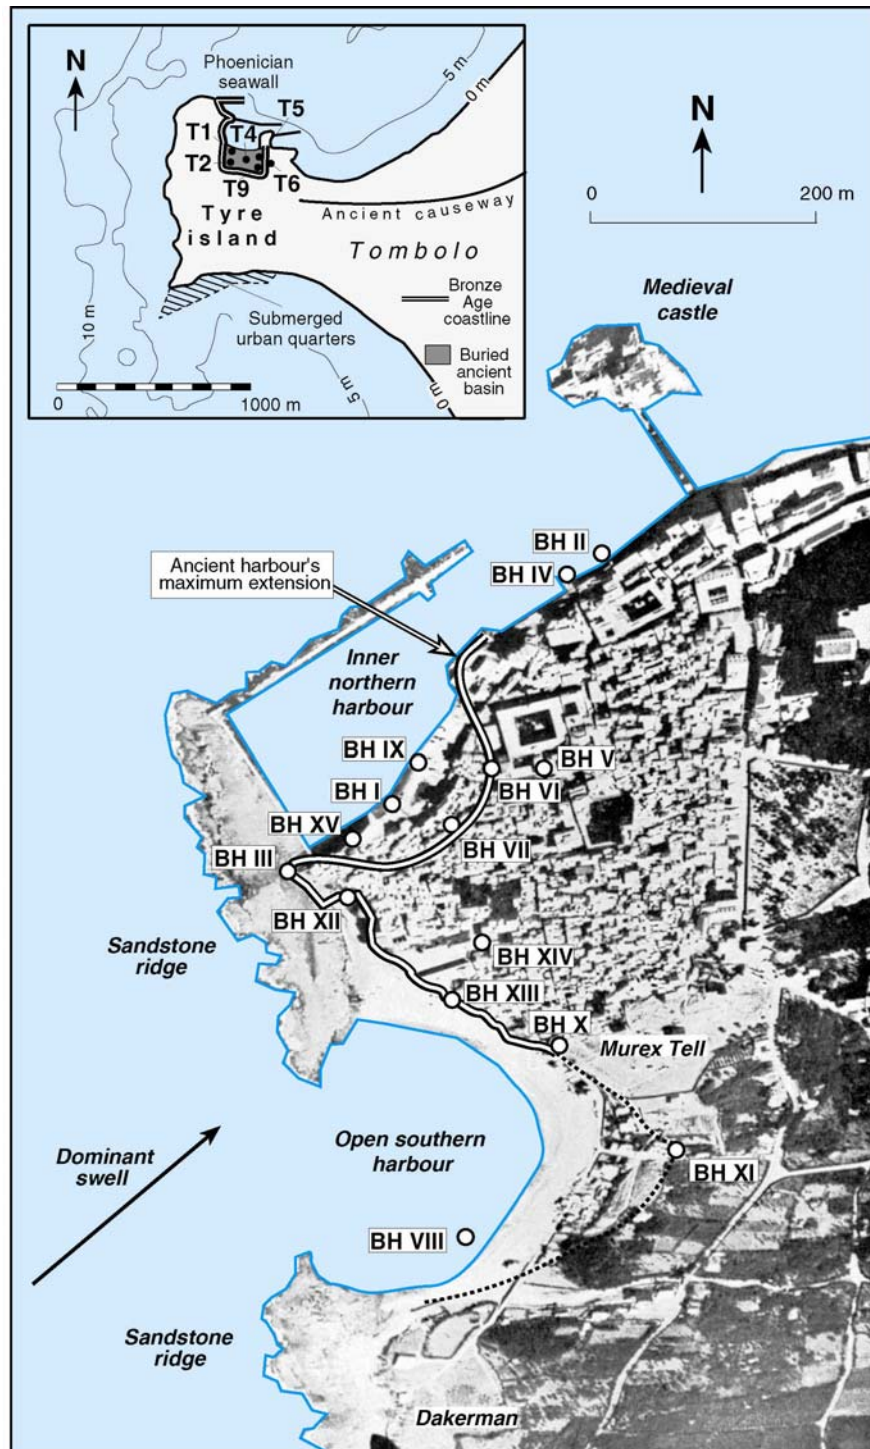 N
Phoenician
seawall
5 m
0 m
T5
T1
T4
T2
T9
T6
Ancient causeway
Tyre
island
Tombolo
Bronze
Age
coastline
Submerged
urban quarters
10 m
Buried
ancient
basin
0
1000 m
5 m
0 m
N
0
200 m
Medieval
castle
BH II
BH IV
Ancient harbour's
maximum extension
Inner
northern
harbour
BH IX
BH V
BH I
BH VI
BH XV
BH VII
BH III
BH XII
Sandstone
ridge
BH XIV
BH XIII
BH X
Murex Tell
Open southern
harbour
Dominant
swell
BH XI
BH VIII
Sandstone
ridge
Dakerman